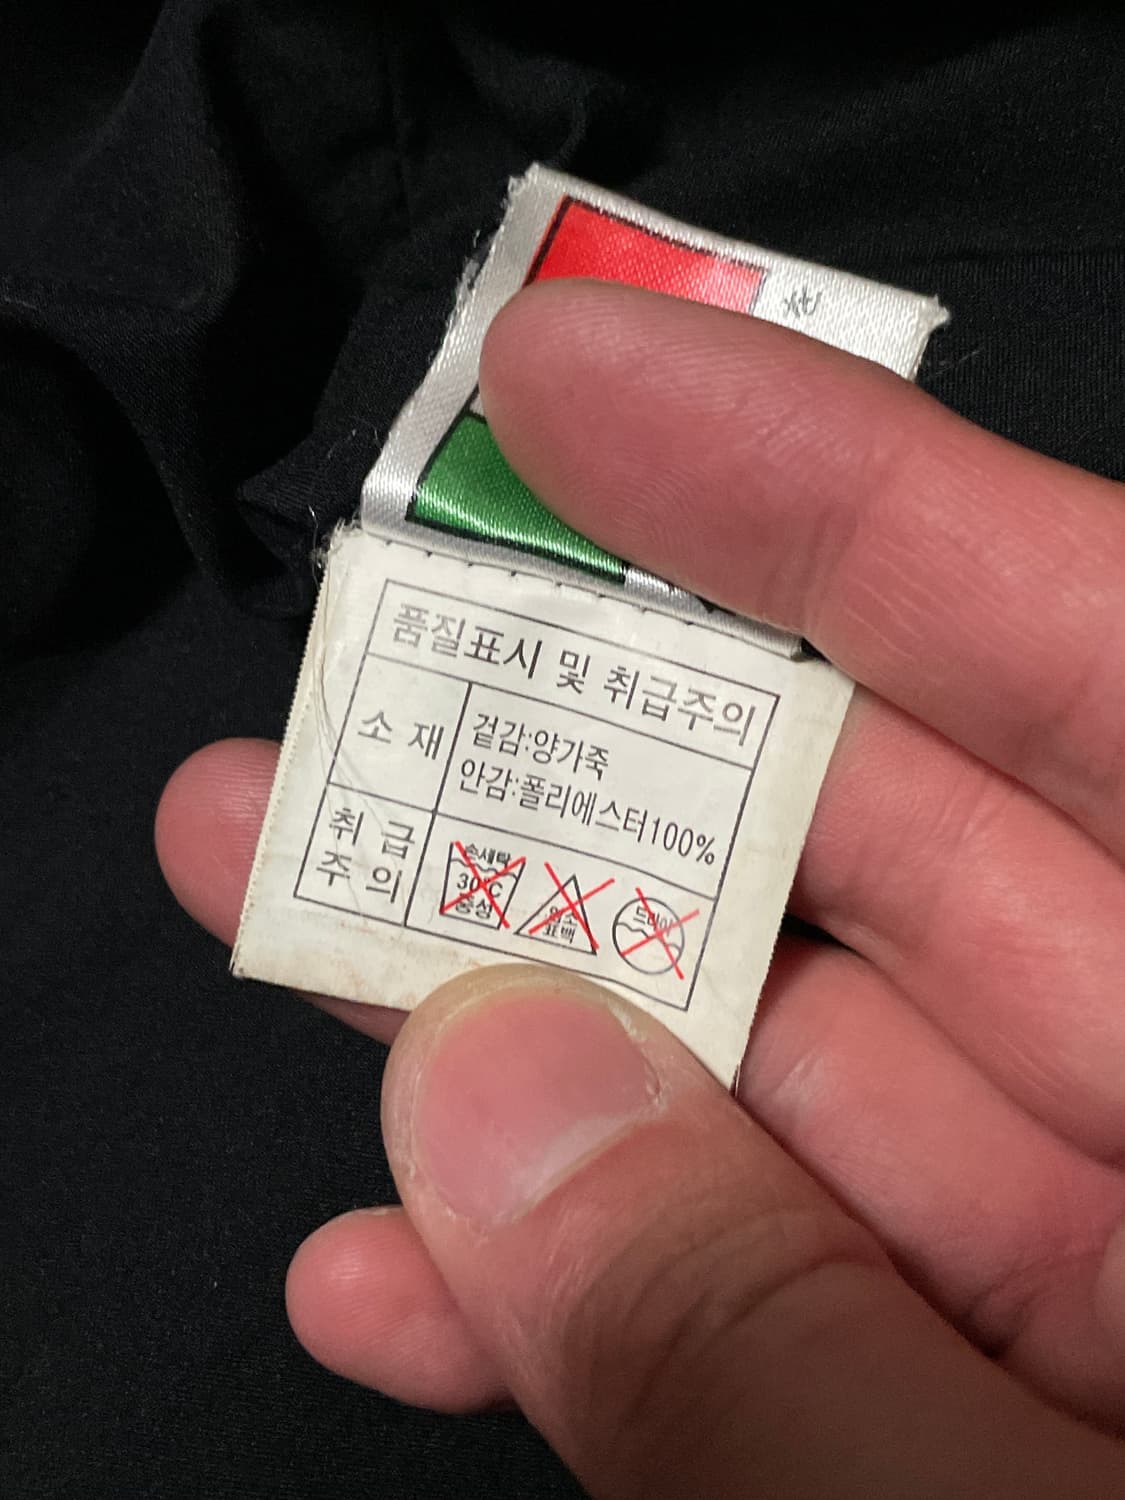 품질표시 및 취급주의
소 재
겉감:양가죽
안감:폴리에스터100%
취 급
주 의
손세탁
30℃
중성
염소
표백
드라이